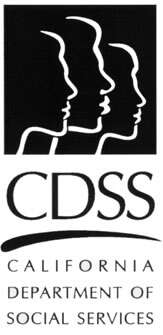 CDSS
CALIFORNIA
DEPARTMENT OF
SOCIAL SERVICES